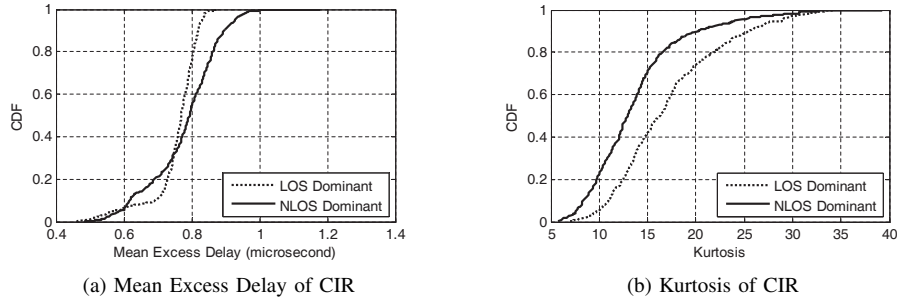 1
0.8
0.6
0.4
0.2
0
CDF
0.4 0.6 0.8 1 1.2 1.4
Mean Excess Delay (microsecond)
LOS Dominant
NLOS Dominant
(a) Mean Excess Delay of CIR
1
0.8
0.6
0.4
0.2
0
CDF
5 10 15 20 25 30 35 40
Kurtosis
LOS Dominant
NLOS Dominant
(b) Kurtosis of CIR